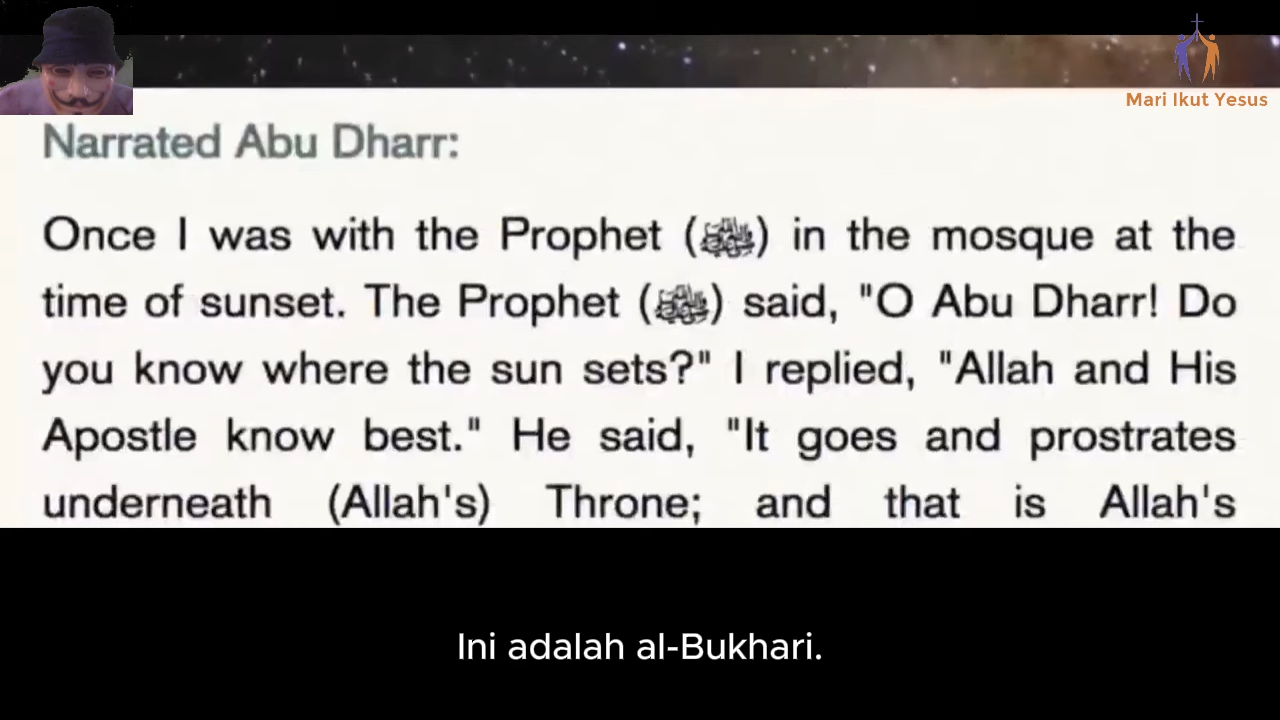 Mari Ikut Yesus
Narrated Abu Dharr:
Once I was with the Prophet (ﷺ) in the mosque at the
time of sunset. The Prophet (ﷺ) said, "O Abu Dharr! Do
you know where the sun sets?" I replied, "Allah and His
Apostle know best." He said, "It goes and prostrates
underneath (Allah's) Throne; and that is Allah's
Ini adalah al-Bukhari.